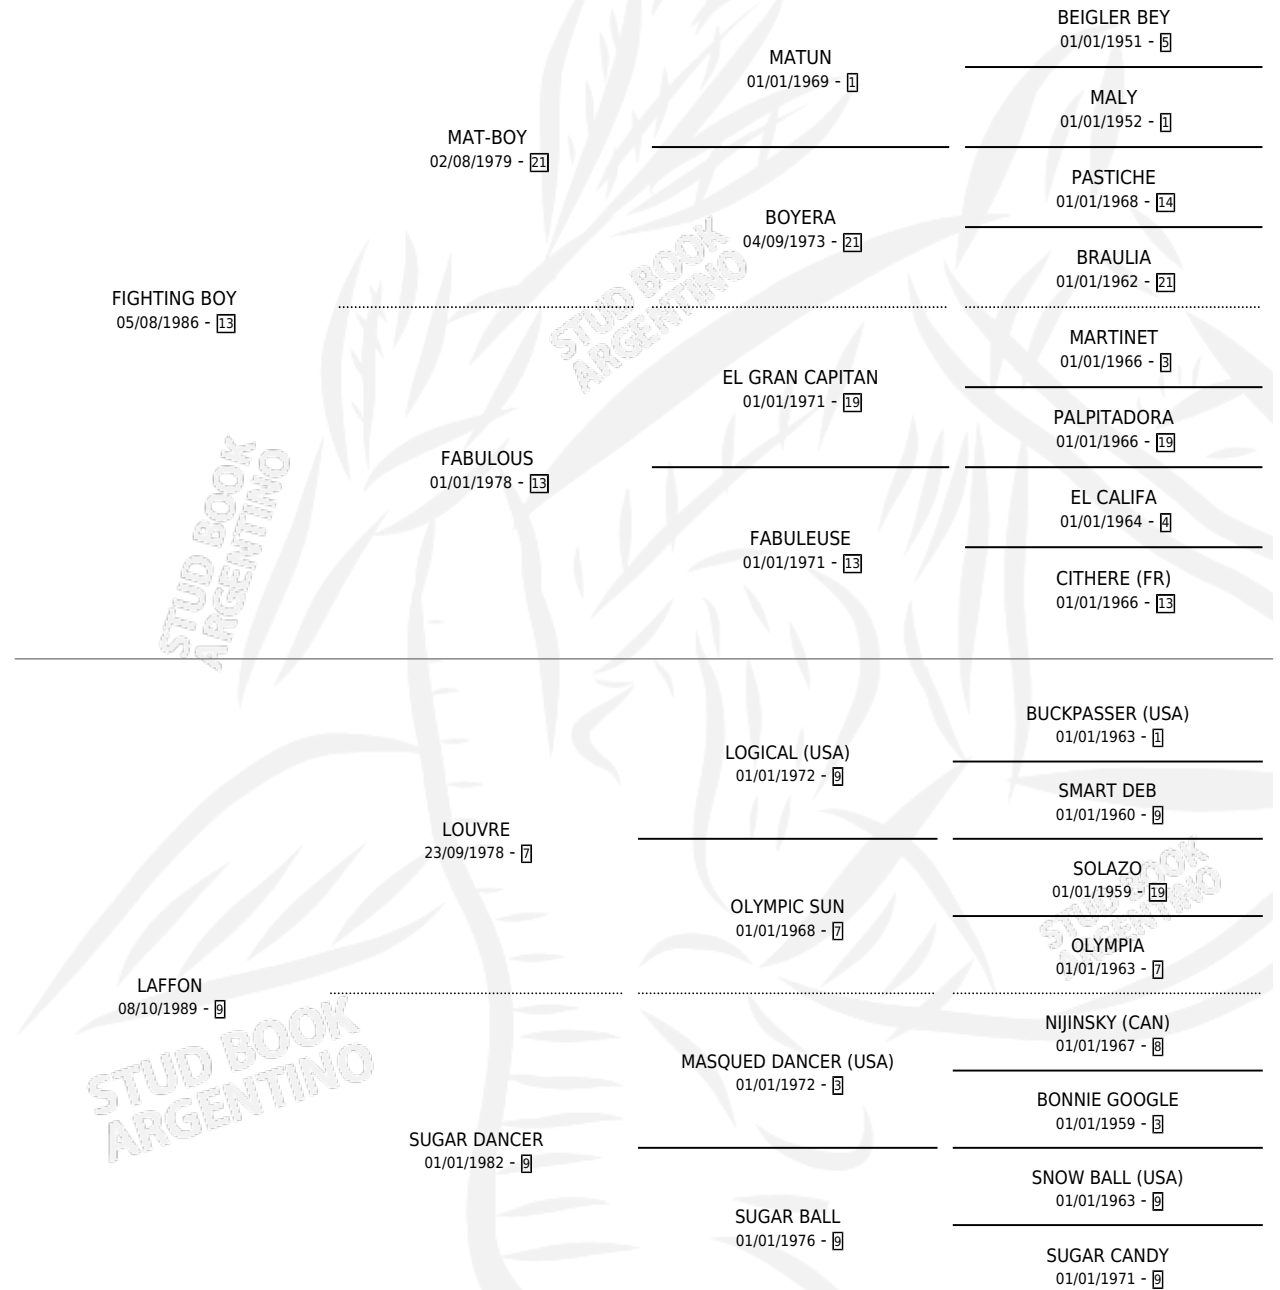 BEIGLER BEY
01/01/1951 - 5
MATUN
01/01/1969 - 1
MALY
01/01/1952 - 1
MAT-BOY
02/08/1979 - 21
PASTICHE
01/01/1968 - 14
BOYERA
04/09/1973 - 21
BRAULIA
01/01/1962 - 21
FIGHTING BOY
05/08/1986 - 13
MARTINET
01/01/1966 - 3
EL GRAN CAPITAN
01/01/1971 - 19
PALPITADORA
01/01/1966 - 19
FABULOUS
01/01/1978 - 13
EL CALIFA
01/01/1964 - 4
FABULEUSE
01/01/1971 - 13
CITHERE (FR)
01/01/1966 - 13
STUD BOOK
ARGENTINO
STUD BOOK
ARGENTINO
BUCKPASSER (USA)
01/01/1963 - 1
LOGICAL (USA)
01/01/1972 - 9
SMART DEB
01/01/1960 - 9
LOUVRE
23/09/1978 - 7
SOLAZO
01/01/1959 - 19
OLYMPIC SUN
01/01/1968 - 7
OLYMPIA
01/01/1963 - 7
LAFFON
08/10/1989 - 9
NIJINSKY (CAN)
01/01/1967 - 8
MASQUED DANCER (USA)
01/01/1972 - 3
BONNIE GOOGLE
01/01/1959 - 3
SUGAR DANCER
01/01/1982 - 9
SNOW BALL (USA)
01/01/1963 - 9
SUGAR BALL
01/01/1976 - 9
SUGAR CANDY
01/01/1971 - 9
STUD BOOK
ARGENTINO
STUD BOOK
ARGENTINO